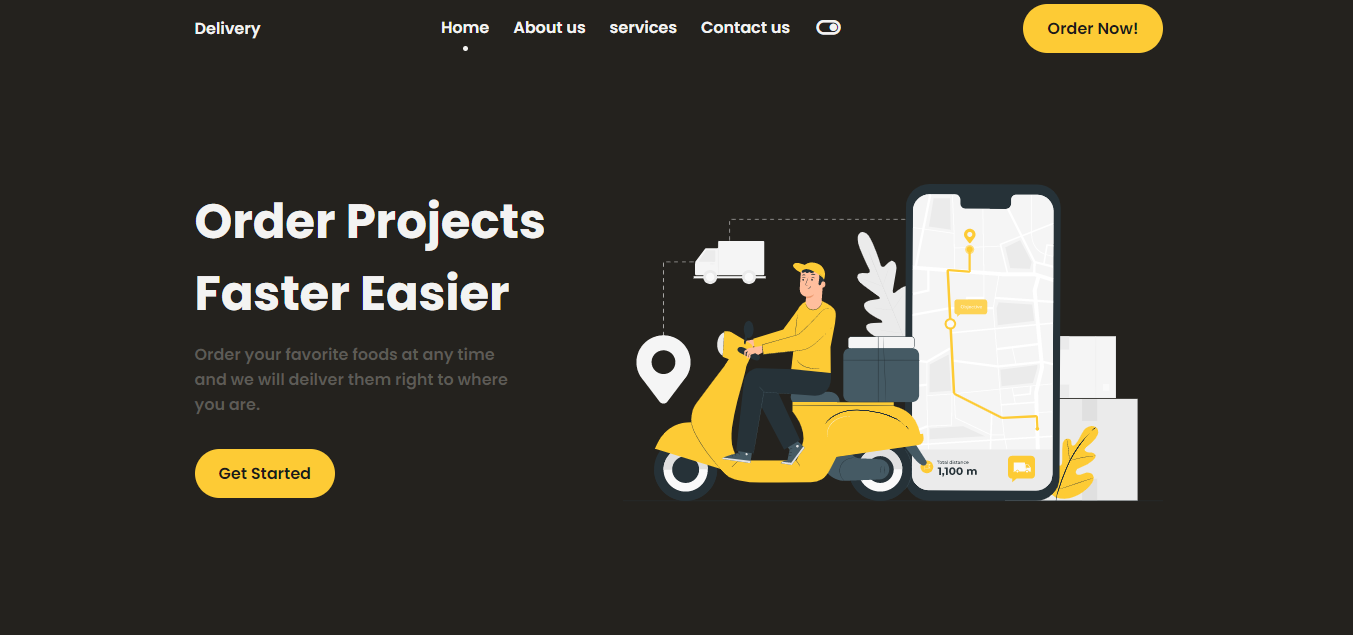 Delivery
Home
About us
services
Contact us
Order Now!
Order Projects
Faster Easier
Order your favorite foods at any time
and we will deilver them right to where
you are.
Get Started
Total distance
1,100 m